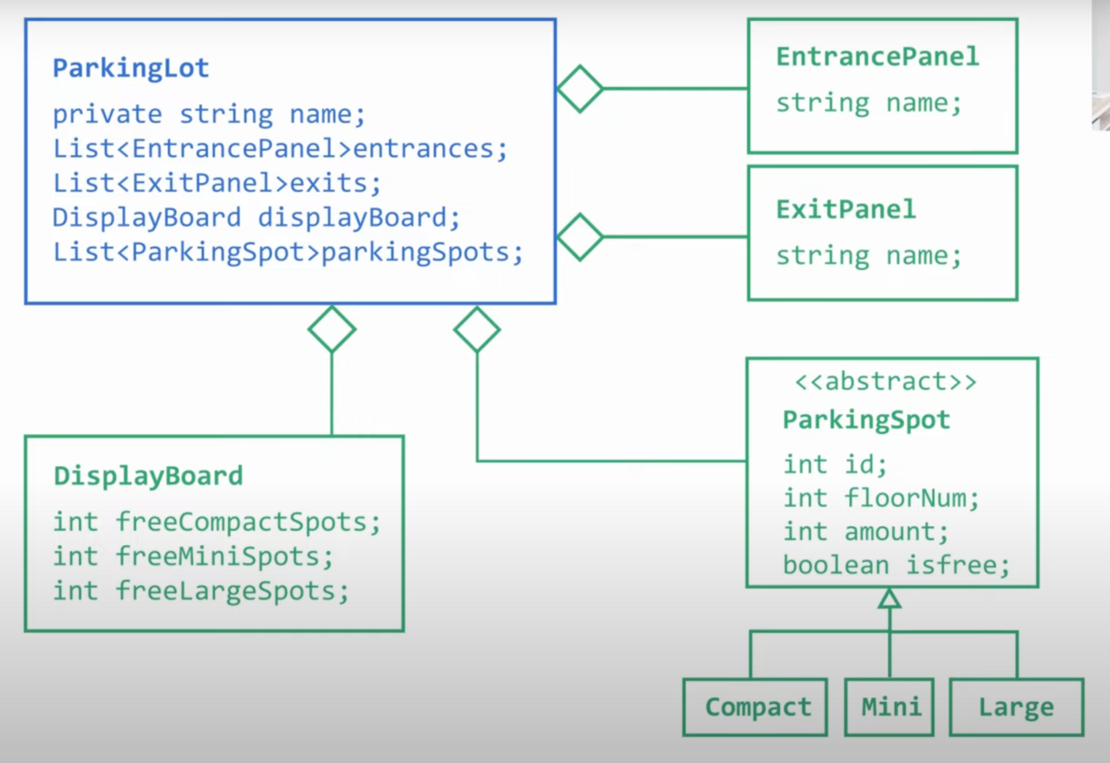 ParkingLot
private string name;
List<EntrancePanel>entrances;
List<ExitPanel>exits;
DisplayBoard displayBoard;
List<ParkingSpot>parkingSpots;
EntrancePanel
string name;
ExitPanel
string name;
DisplayBoard
int freeCompactSpots;
int freeMiniSpots;
int freeLargeSpots;
<<abstract>>
ParkingSpot
int id;
int floorNum;
int amount;
boolean isfree;
Compact
Mini
Large